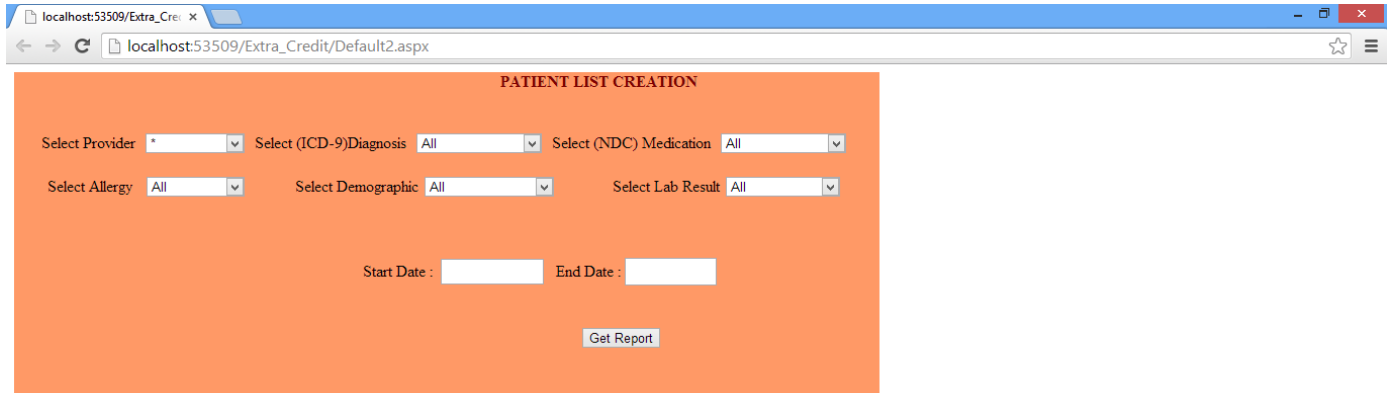 localhost:53509/Extra_Cre
localhost:53509/Extra_Credit/Default2.aspx
PATIENT LIST CREATION
Select Provider * Select (ICD-9)Diagnosis All Select (NDC) Medication All
Select Allergy All Select Demographic All Select Lab Result All
Start Date : End Date :
Get Report